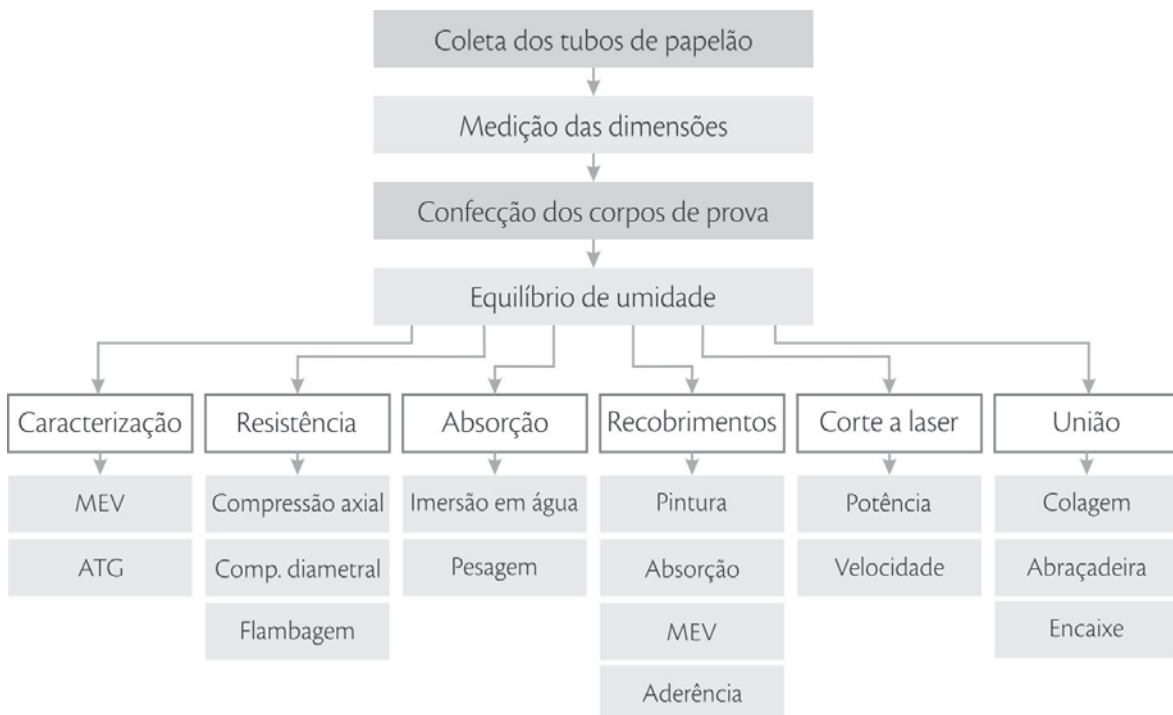 Coleta dos tubos de papelão
Medição das dimensões
Confecção dos corpos de prova
Equilíbrio de umidade
Caracterização
MEV
ATG
Resistência
Compressão axial
Comp. diametral
Flambagem
Absorção
Imersão em água
Pesagem
Recobrimentos
Pintura
Absorção
MEV
Aderência
Corte a laser
Potência
Velocidade
União
Colagem
Abraçadeira
Encaixe